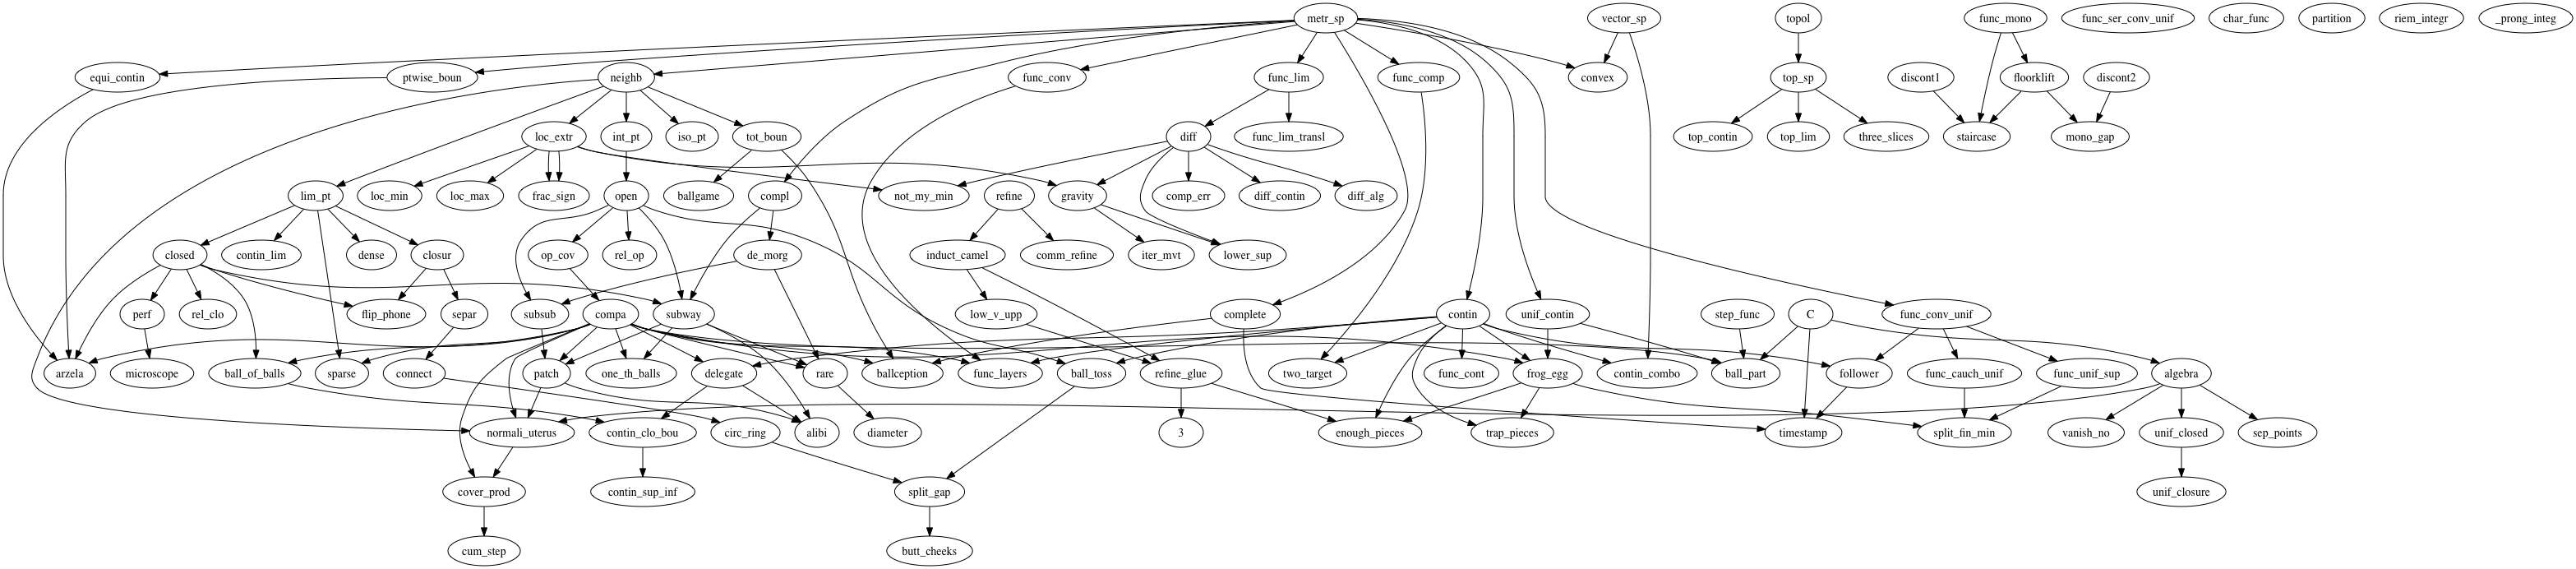 metr_sp
vector_sp
topol
func_mono
func_ser_conv_unif
char_func
partition
riem_integr
_prong_integ
equi_contin
ptwise_boun
neighb
func_conv
func_lim
func_comp
convex
top_sp
discont1
floorklift
discont2
loc_extr
int_pt
iso_pt
tot_boun
diff
func_lim_transl
top_contin
top_lim
three_slices
staircase
mono_gap
lim_pt
loc_min
loc_max
frac_sign
open
ballgame
compl
not_my_min
refine
gravity
comp_err
diff_contin
diff_alg
closed
contin_lim
dense
closur
op_cov
rel_op
de_morg
induct_camel
comm_refine
iter_mvt
lower_sup
perf
rel_clo
flip_phone
separ
subsub
compa
subway
low_v_upp
complete
contin
unif_contin
step_func
C
func_conv_unif
arzela
microscope
ball_of_balls
sparse
connect
patch
one_th_balls
delegate
rare
ballception
func_layers
ball_toss
refine_glue
two_target
func_cont
frog_egg
contin_combo
ball_part
follower
func_cauch_unif
func_unif_sup
algebra
normali_uterus
contin_clo_bou
circ_ring
alibi
diameter
3
enough_pieces
trap_pieces
timestamp
split_fin_min
vanish_no
unif_closed
sep_points
cover_prod
contin_sup_inf
split_gap
unif_closure
cum_step
butt_cheeks